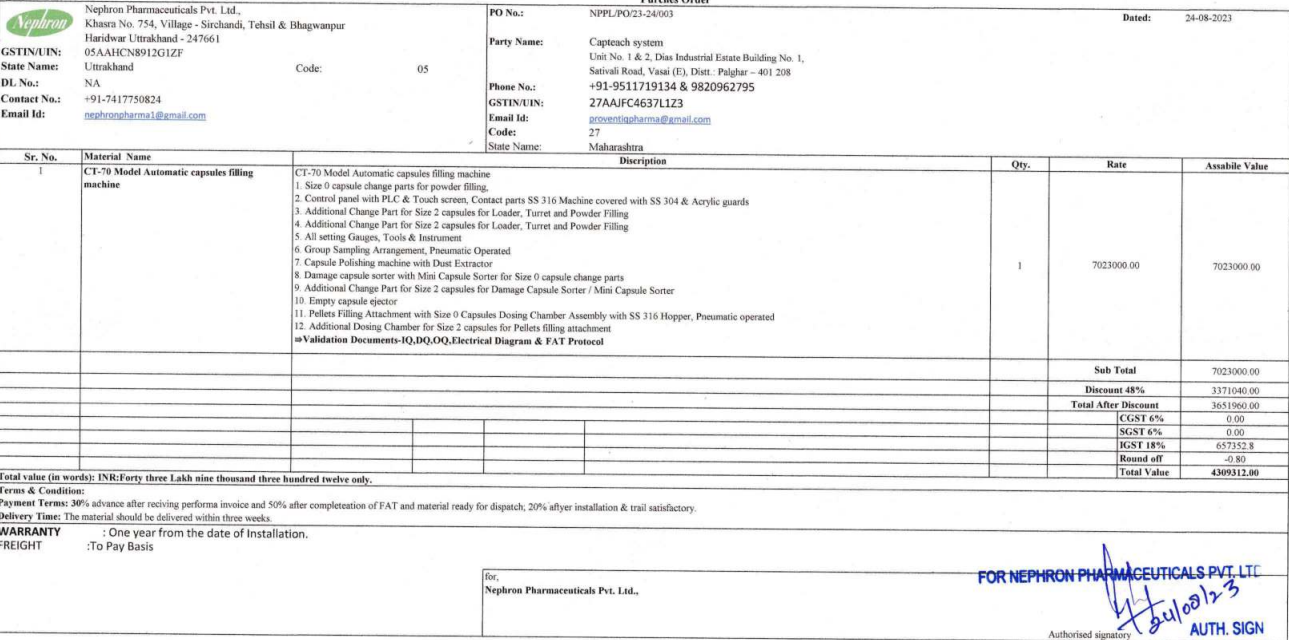 Purches Order
Nephron
Nephron Pharmaceuticals Pvt. Ltd.,
Khasra No. 754, Village - Sirchandi, Tehsil & Bhagwanpur
Haridwar Uttrakhand - 247661
GSTIN/UIN: 05AAHCN8912G1ZF
State Name: Uttrakhand Code: 05
DL No.: NA
Contact No.: +91-7417750824
Email Id: nephronpharma1@gmail.com
PO No.: NPPL/PO/23-24/003 Dated: 24-08-2023
Party Name: Capteach system
Unit No. 1 & 2, Dias Industrial Estate Building No. 1,
Sativali Road, Vasai (E), Distt.: Palghar – 401 208
Phone No.: +91-9511719134 & 9820962795
GSTIN/UIN: 27AAJFC4637L1Z3
Email Id: proventiqpharma@gmail.com
Code: 27
State Name: Maharashtra
Sr. No. Material Name Discription Qty. Rate Assabile Value
1 CT-70 Model Automatic capsules filling machine
CT-70 Model Automatic capsules filling machine
1. Size 0 capsule change parts for powder filling,
2. Control panel with PLC & Touch screen, Contact parts SS 316 Machine covered with SS 304 & Acrylic guards
3. Additional Change Part for Size 2 capsules for Loader, Turret and Powder Filling
4. Additional Change Part for Size 2 capsules for Loader, Turret and Powder Filling
5. All setting Gauges, Tools & Instrument
6. Group Sampling Arrangement, Pneumatic Operated
7. Capsule Polishing machine with Dust Extractor
8. Damage capsule sorter with Mini Capsule Sorter for Size 0 capsule change parts
9. Additional Change Part for Size 2 capsules for Damage Capsule Sorter / Mini Capsule Sorter
10. Empty capsule ejector
11. Pellets Filling Attachment with Size 0 Capsules Dosing Chamber Assembly with SS 316 Hopper, Pneumatic operated
12. Additional Dosing Chamber for Size 2 capsules for Pellets filling attachment
⇒Validation Documents-IQ,DQ,OQ,Electrical Diagram & FAT Protocol
1 7023000.00 7023000.00
Sub Total 7023000.00
Discount 48% 3371040.00
Total After Discount 3651960.00
CGST 6% 0.00
SGST 6% 0.00
IGST 18% 657352.8
Round off -0.80
Total Value 4309312.00
Total value (in words): INR:Forty three Lakh nine thousand three hundred twelve only.
Terms & Condition:
Payment Terms: 30% advance after reciving performa invoice and 50% after completeation of FAT and material ready for dispatch; 20% aftyer installation & trail satisfactory.
Delivery Time: The material should be delivered within three weeks.
WARRANTY : One year from the date of Installation.
FREIGHT :To Pay Basis
for,
Nephron Pharmaceuticals Pvt. Ltd.,
FOR NEPHRON PHARMACEUTICALS PVT. LTD
24/08/23
Authorised signatory AUTH. SIGN